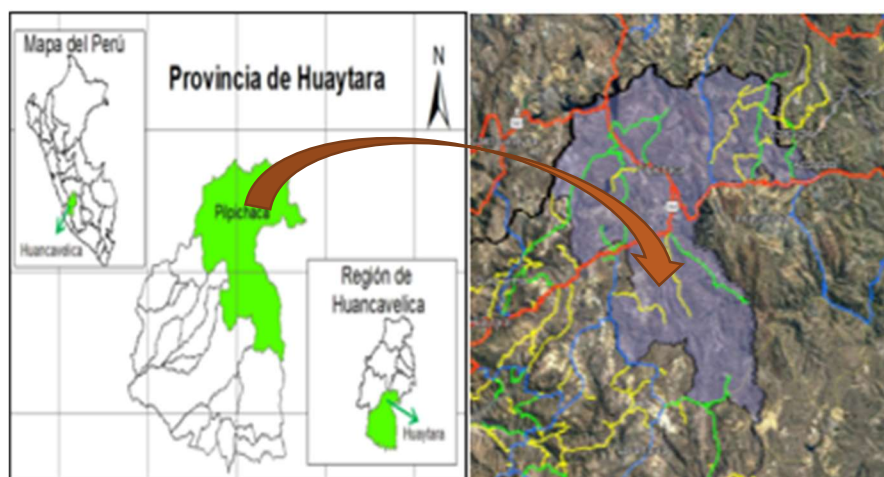 Mapa del Perú
Huancavelica
Provincia de Huaytara
N
Pilpichaca
Región de
Huancavelica
Huaytara